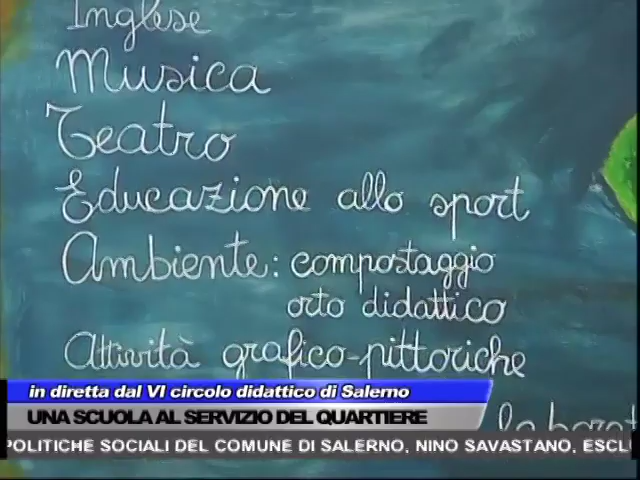 Inglese
Musica
Teatro
Educazione allo sport
Ambiente: compostaggio
orto didattico
Attività grafico-pittoriche
in diretta dal VI circolo didattico di Salerno
UNA SCUOLA AL SERVIZIO DEL QUARTIERE
POLITICHE SOCIALI DEL COMUNE DI SALERNO, NINO SAVASTANO,